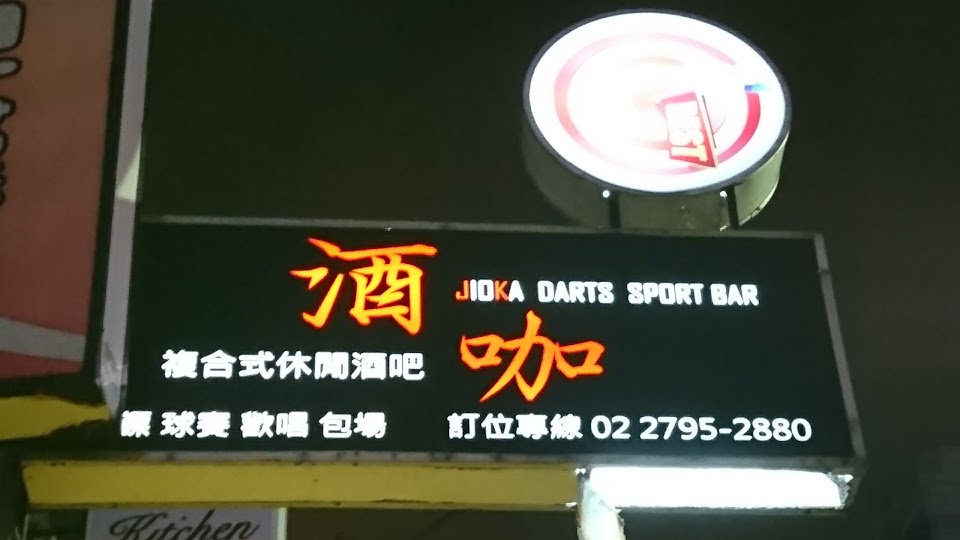 酒咖
JIOKA DARTS SPORT BAR
複合式休閒酒吧
球賽 歡唱 包場
訂位專線 02 2795-2880
Kitchen